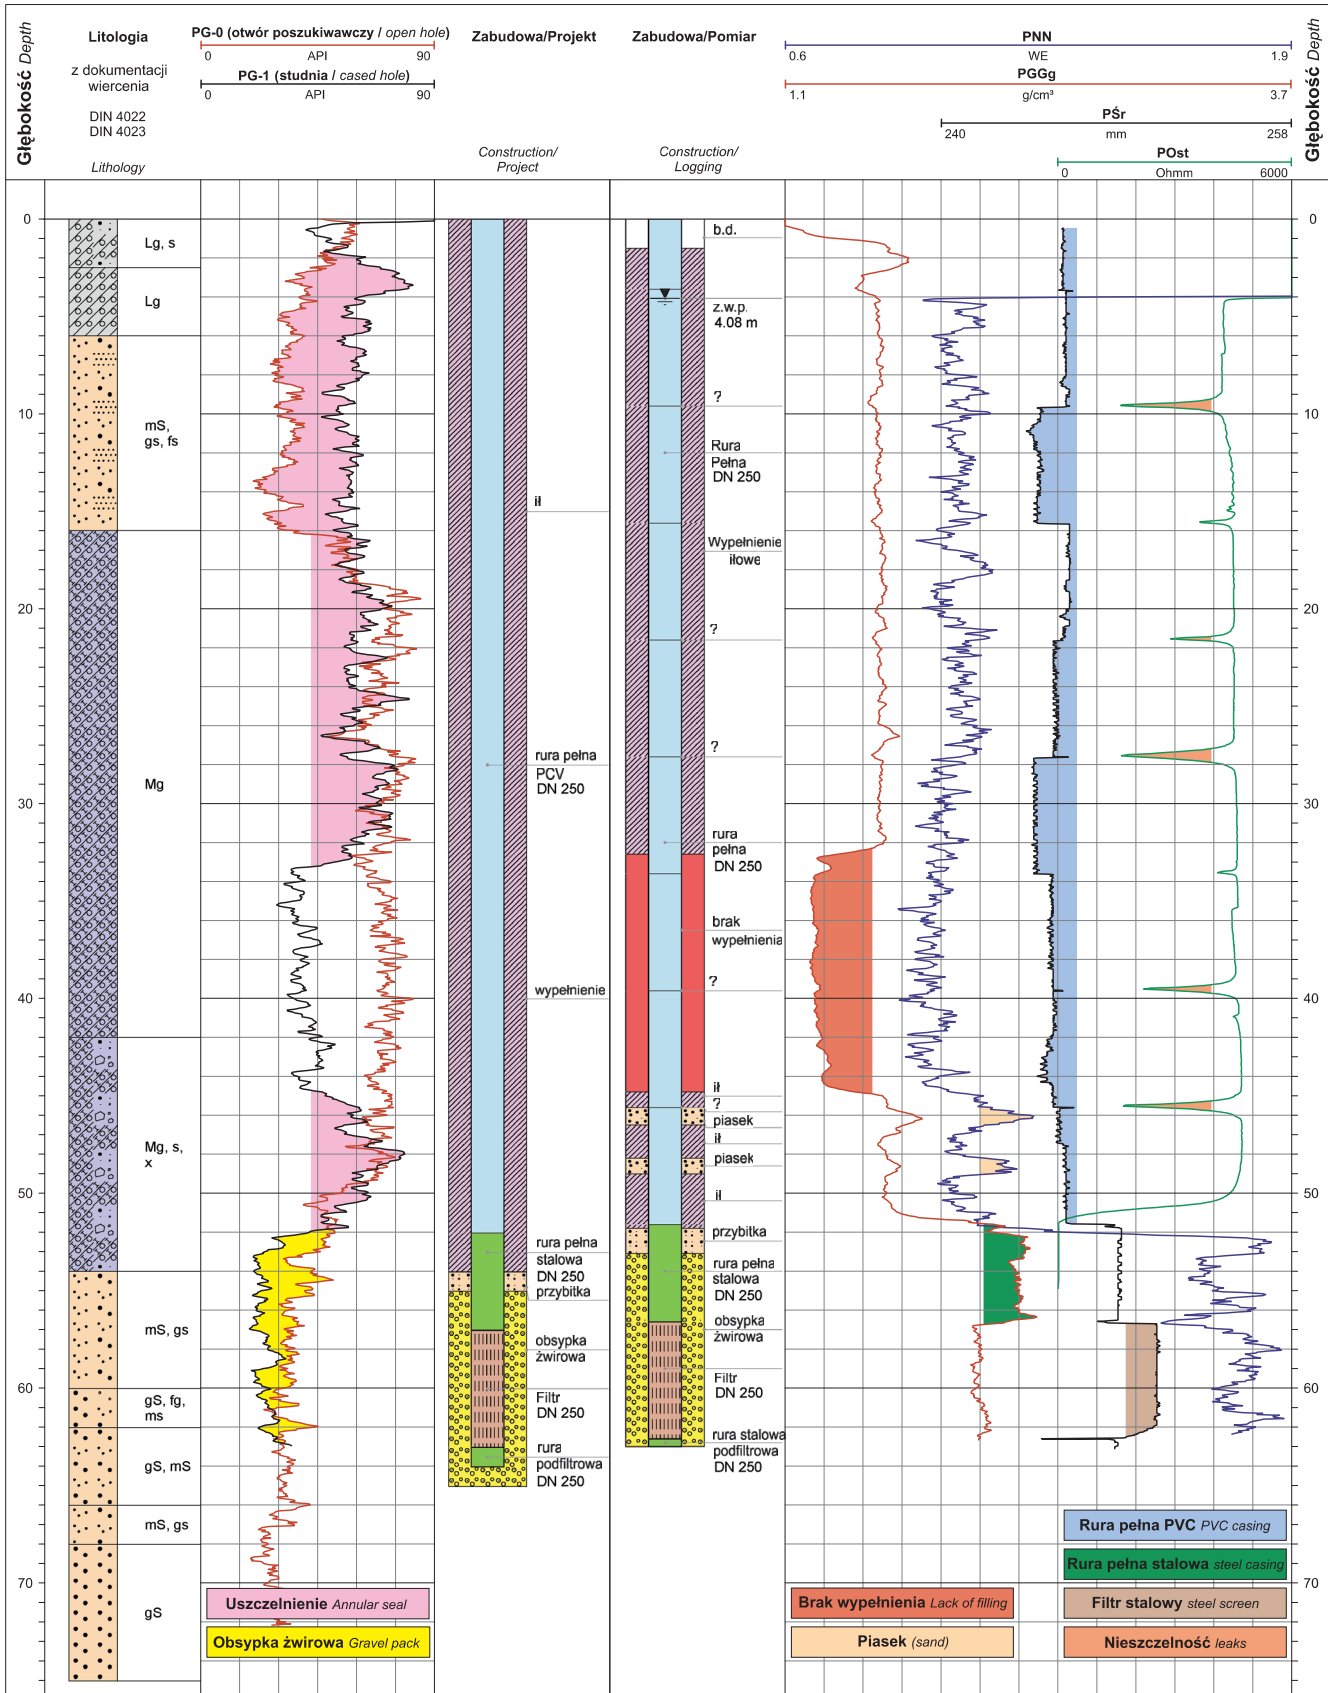 Głębokość Depth
Litologia
z dokumentacji
wiercenia
DIN 4022
DIN 4023
Lithology
PG-0 (otwór poszukiwawczy / open hole)
0 API 90
PG-1 (studnia / cased hole)
0 API 90
Zabudowa/Projekt
Construction/
Project
Zabudowa/Pomiar
Construction/
Logging
PNN
0.6 WE 1.9
PGGg
1.1 g/cm³ 3.7
PŚr
240 mm 258
POst
0 Ohmm 6000
Głębokość Depth
0
10
20
30
40
50
60
70
Lg, s
Lg
mS,
gs, fs
Mg
Mg, s,
x
mS, gs
gS, fg,
ms
gS, mS
mS, gs
gS
Uszczelnienie Annular seal
Obsypka żwirowa Gravel pack
ił
rura pełna
PCV
DN 250
wypełnienie
rura pełna
stalowa
DN 250
przybitka
obsypka
żwirowa
Filtr
DN 250
rura
podfiltrowa
DN 250
b.d.
z.w.p.
4.08 m
?
Rura
Pełna
DN 250
Wypełnienie
iłowe
?
?
rura
pełna
DN 250
brak
wypełnienia
?
ił
?
piasek
ił
piasek
ił
przybitka
rura pełna
stalowa
DN 250
obsypka
żwirowa
Filtr
DN 250
rura stalowa
podfiltrowa
DN 250
Brak wypełnienia Lack of filling
Piasek (sand)
Rura pełna PVC PVC casing
Rura pełna stalowa steel casing
Filtr stalowy steel screen
Nieszczelność leaks
0
10
20
30
40
50
60
70